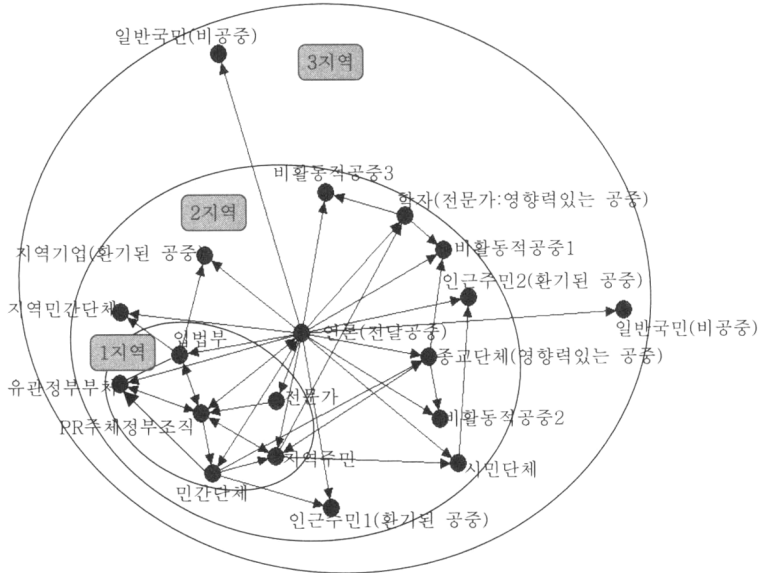 일반국민(비공중)
3지역
비활동적공중3
학자(전문가:영향력있는 공중)
2지역
지역기업(환기된 공중)
비활동적공중1
인근주민2(환기된 공중)
지역민간단체
언론(전달공중)
일반국민(비공중)
입법부
1지역
종교단체(영향력있는 공중)
유관정부부처
전문가
PR주체정부조직
비활동적공중2
지역주민
시민단체
민간단체
인근주민1(환기된 공중)